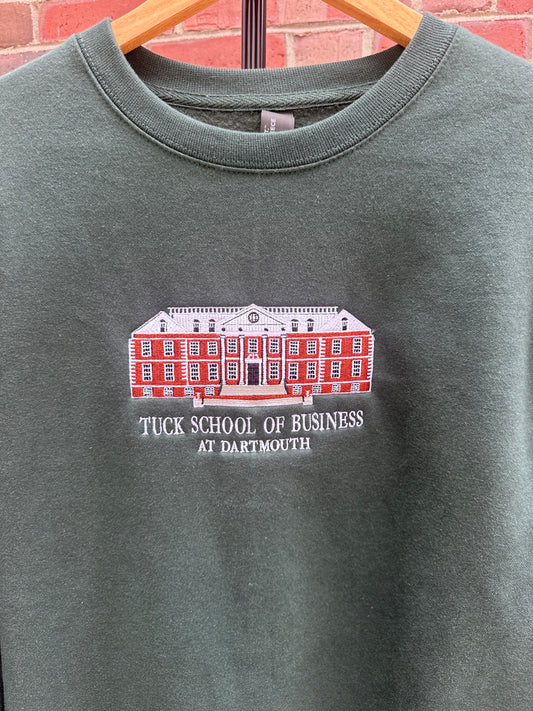 TUCK SCHOOL OF BUSINESS
AT DARTMOUTH